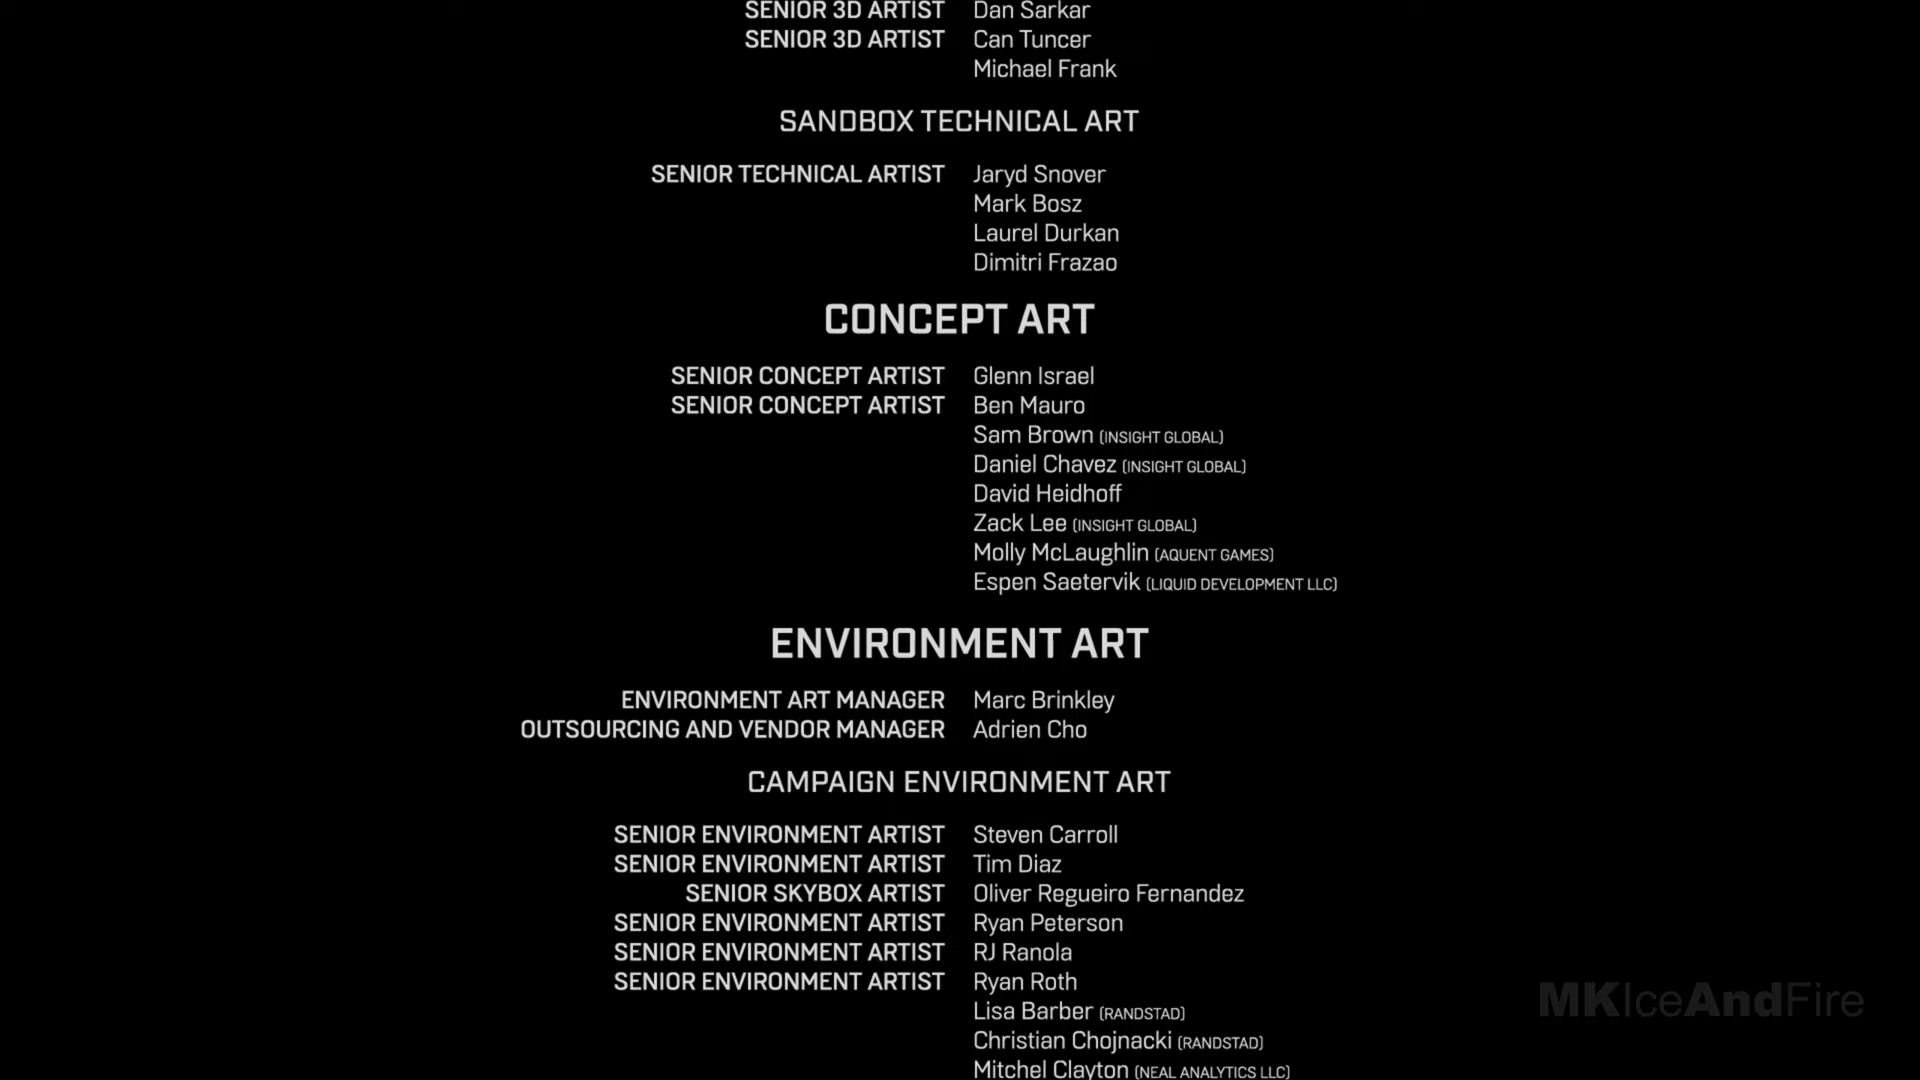 SENIOR 3D ARTIST Dan Sarkar
SENIOR 3D ARTIST Can Tuncer
Michael Frank
SANDBOX TECHNICAL ART
SENIOR TECHNICAL ARTIST Jaryd Snover
Mark Bosz
Laurel Durkan
Dimitri Frazao
CONCEPT ART
SENIOR CONCEPT ARTIST Glenn Israel
SENIOR CONCEPT ARTIST Ben Mauro
Sam Brown (INSIGHT GLOBAL)
Daniel Chavez (INSIGHT GLOBAL)
David Heidhoff
Zack Lee (INSIGHT GLOBAL)
Molly McLaughlin (AQUENT GAMES)
Espen Saetervik (LIQUID DEVELOPMENT LLC)
ENVIRONMENT ART
ENVIRONMENT ART MANAGER Marc Brinkley
OUTSOURCING AND VENDOR MANAGER Adrien Cho
CAMPAIGN ENVIRONMENT ART
SENIOR ENVIRONMENT ARTIST Steven Carroll
SENIOR ENVIRONMENT ARTIST Tim Diaz
SENIOR SKYBOX ARTIST Oliver Regueiro Fernandez
SENIOR ENVIRONMENT ARTIST Ryan Peterson
SENIOR ENVIRONMENT ARTIST RJ Ranola
SENIOR ENVIRONMENT ARTIST Ryan Roth
Lisa Barber (RANDSTAD)
Christian Chojnacki (RANDSTAD)
Mitchel Clayton (NEAL ANALYTICS LLC)
MKIceAndFire